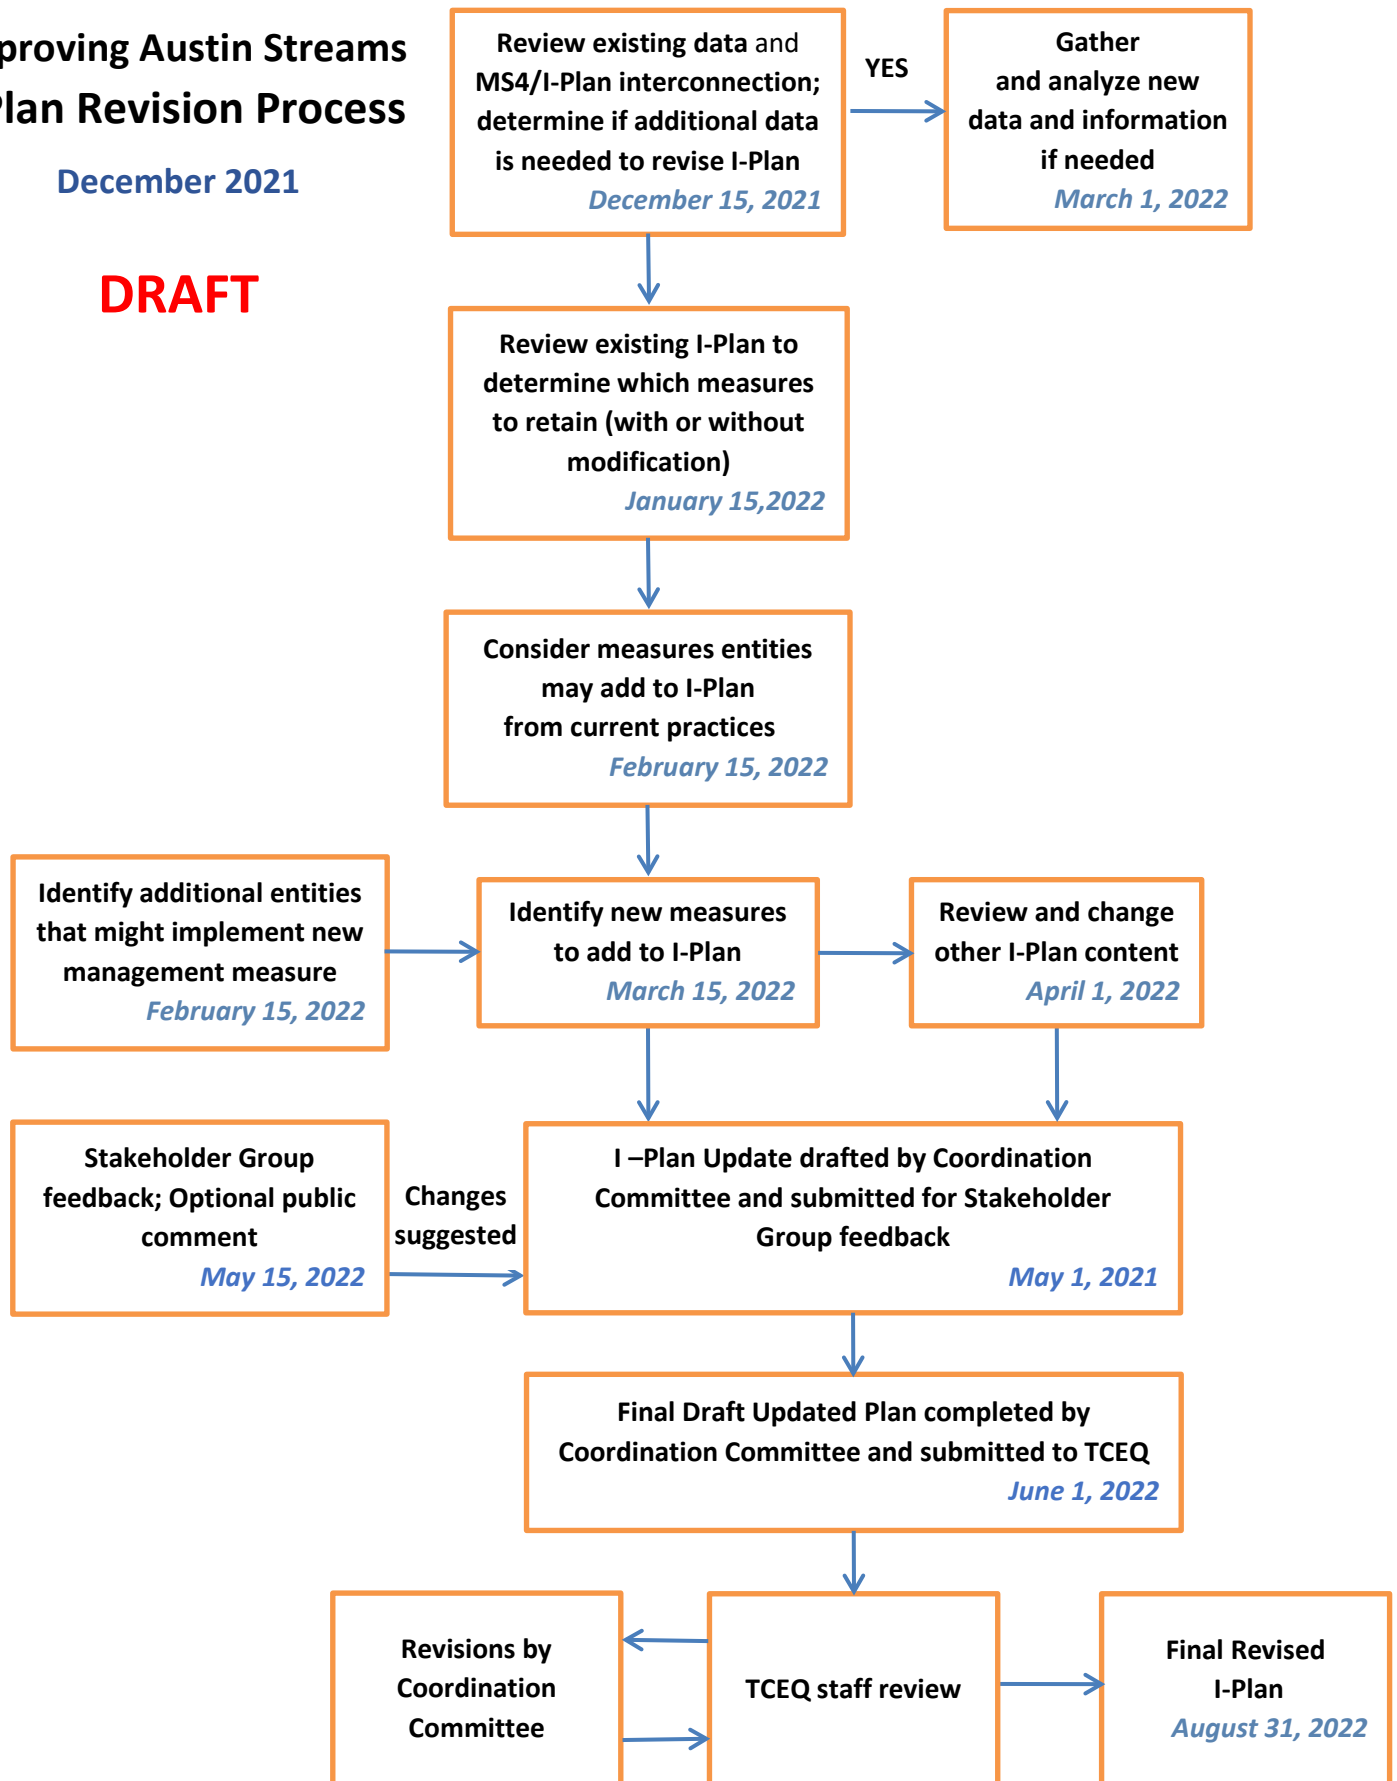 proving Austin Streams
Plan Revision Process
December 2021
DRAFT
Review existing data and
MS4/I-Plan interconnection;
determine if additional data
is needed to revise I-Plan
December 15, 2021
YES
Gather
and analyze new
data and information
if needed
March 1, 2022
Review existing I-Plan to
determine which measures
to retain (with or without
modification)
January 15,2022
Consider measures entities
may add to I-Plan
from current practices
February 15, 2022
Identify additional entities
that might implement new
management measure
February 15, 2022
Identify new measures
to add to I-Plan
March 15, 2022
Review and change
other I-Plan content
April 1, 2022
Stakeholder Group
feedback; Optional public
comment
May 15, 2022
Changes
suggested
I –Plan Update drafted by Coordination
Committee and submitted for Stakeholder
Group feedback
May 1, 2021
Final Draft Updated Plan completed by
Coordination Committee and submitted to TCEQ
June 1, 2022
Revisions by
Coordination
Committee
TCEQ staff review
Final Revised
I-Plan
August 31, 2022